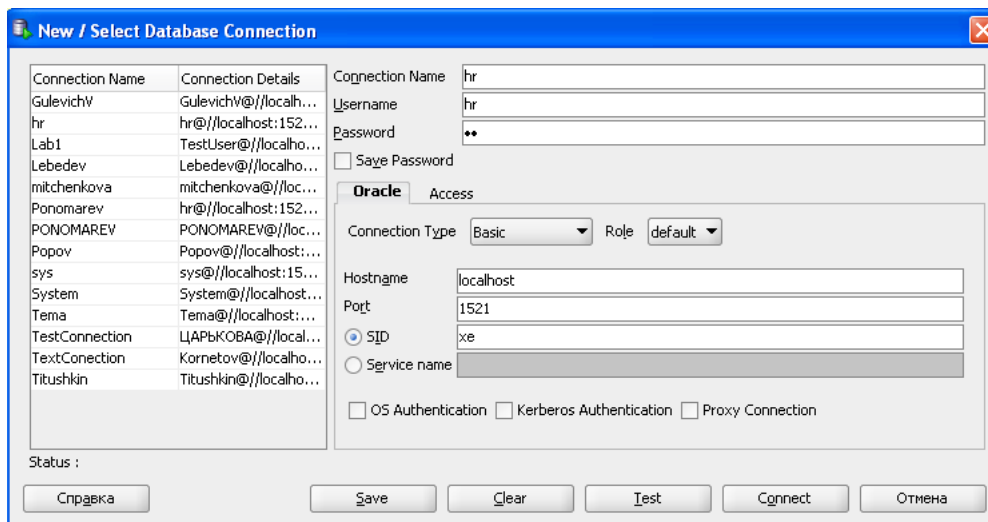 New / Select Database Connection
Connection Name Connection Details
GulevichV GulevichV@//localh...
hr hr@//localhost:152...
Lab1 TestUser@//localho...
Lebedev Lebedev@//localho...
mitchenkova mitchenkova@//loc...
Ponomarev hr@//localhost:152...
PONOMAREV PONOMAREV@//loc...
Popov Popov@//localhost:...
sys sys@//localhost:15...
System System@//localhost...
Tema Tema@//localhost:...
TestConnection ЦАРЬКОВА@//local...
TextConection Kornetov@//localho...
Titushkin Titushkin@//localho...
Connection Name hr
Username hr
Password ••
Save Password
Oracle Access
Connection Type Basic Role default
Hostname localhost
Port 1521
SID xe
Service name
OS Authentication Kerberos Authentication Proxy Connection
Status :
Справка Save Clear Test Connect Отмена